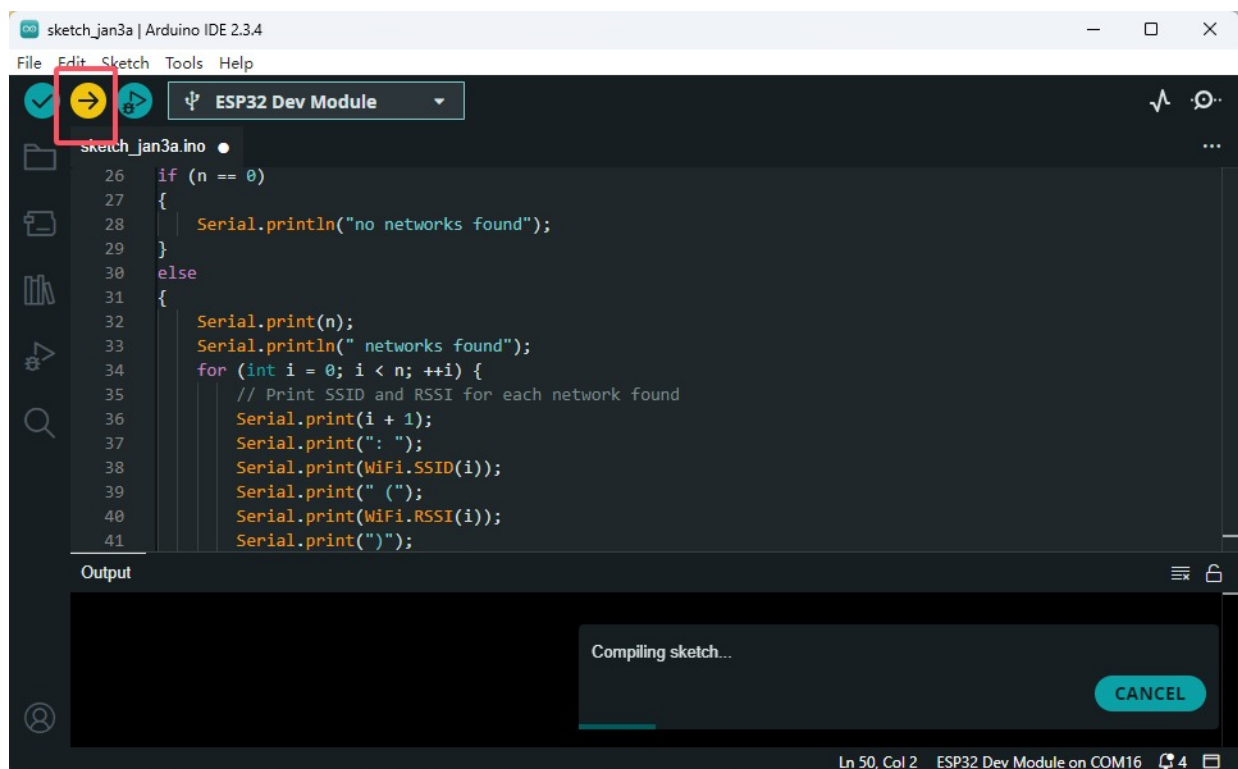 sketch_jan3a | Arduino IDE 2.3.4
File Edit Sketch Tools Help
ESP32 Dev Module
sketch_jan3a.ino
26 if (n == 0)
27 {
28 Serial.println("no networks found");
29 }
30 else
31 {
32 Serial.print(n);
33 Serial.println(" networks found");
34 for (int i = 0; i < n; ++i) {
35 // Print SSID and RSSI for each network found
36 Serial.print(i + 1);
37 Serial.print(": ");
38 Serial.print(WiFi.SSID(i));
39 Serial.print(" (");
40 Serial.print(WiFi.RSSI(i));
41 Serial.print(")");
Output
Compiling sketch...
CANCEL
Ln 50, Col 2 ESP32 Dev Module on COM16 4